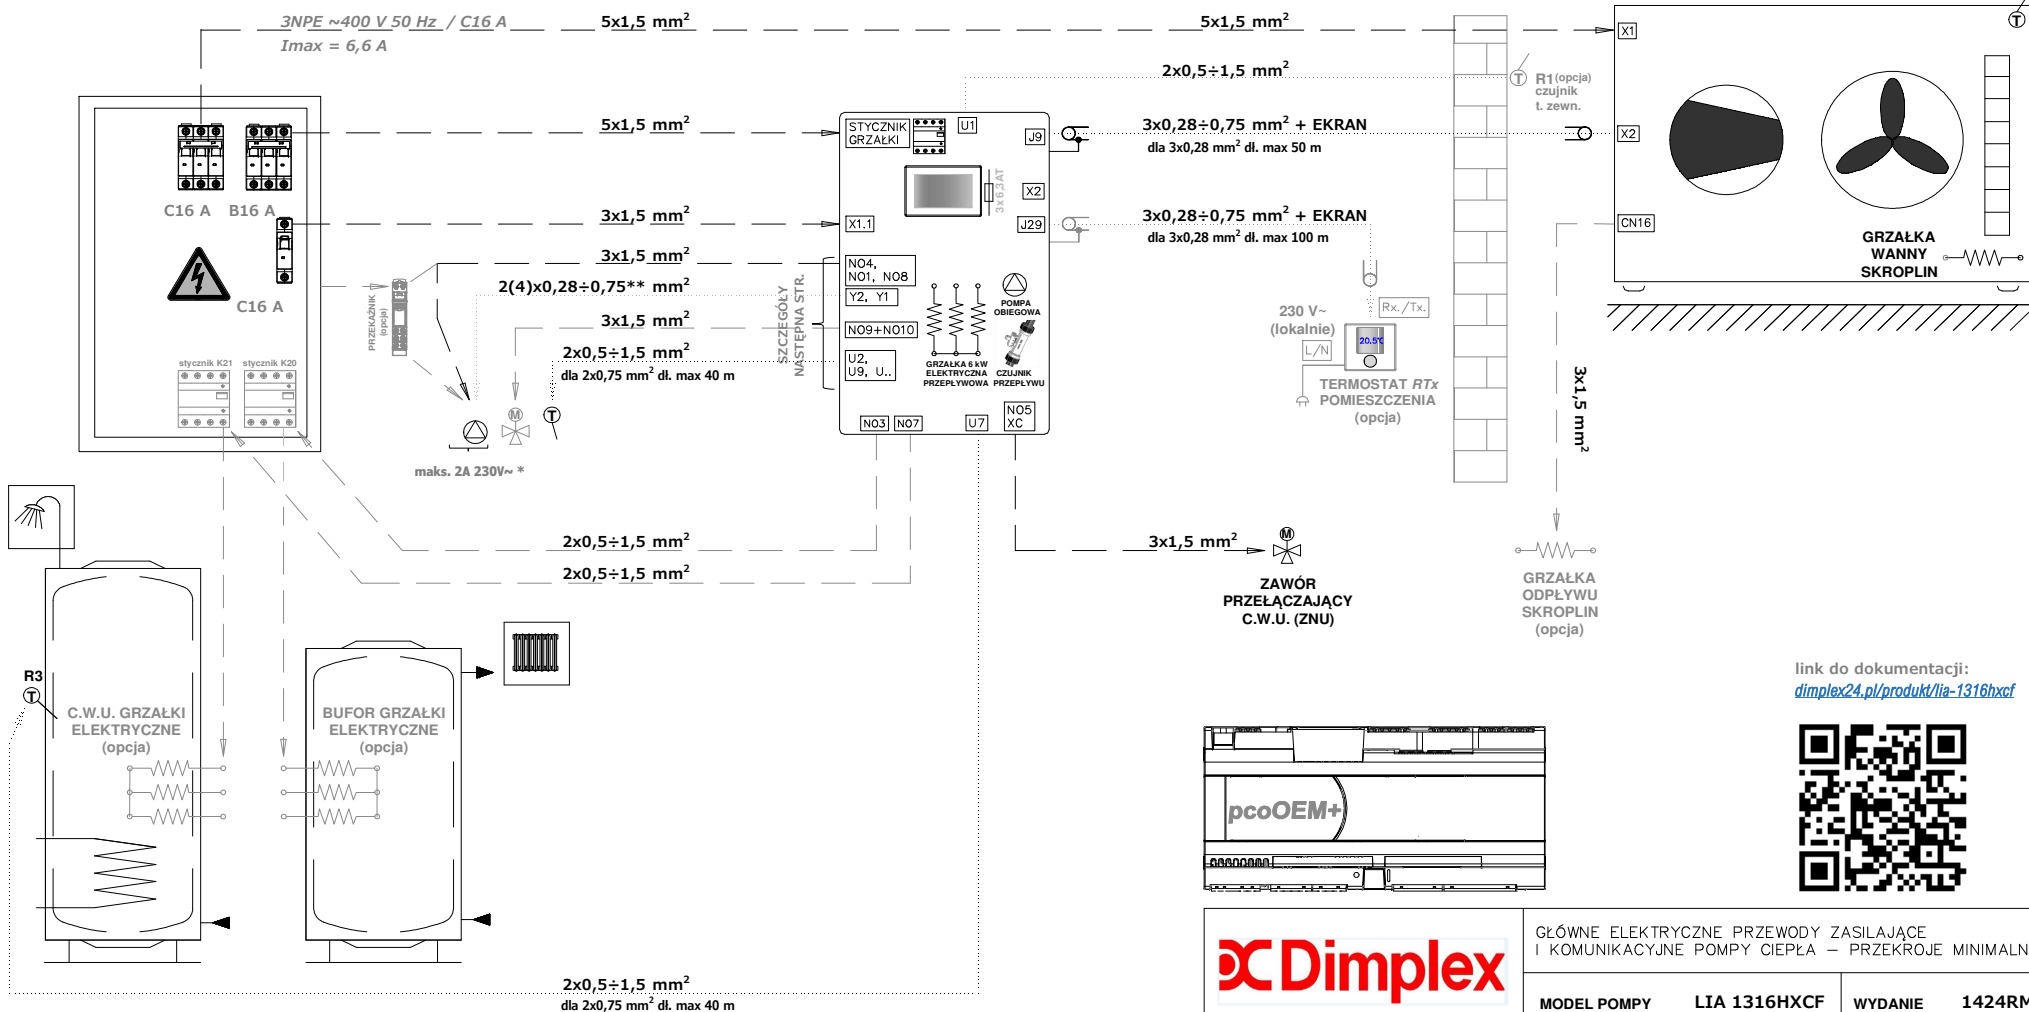 3NPE ~400 V 50 Hz / C16 A
Imax = 6,6 A
5x1,5 mm²
5x1,5 mm²
X1
T
2x0,5÷1,5 mm²
T
R1(opcja)
czujnik
t. zewn.
C16 A
B16 A
C16 A
5x1,5 mm²
STYCZNIK
GRZAŁKI
U1
J9
3x0,28÷0,75 mm² + EKRAN
dla 3x0,28 mm² dł. max 50 m
X2
X2
3x6,3AT
3x1,5 mm²
X1.1
J29
3x0,28÷0,75 mm² + EKRAN
dla 3x0,28 mm² dł. max 100 m
CN16
GRZAŁKA
WANNY
SKROPLIN
3x1,5 mm²
NO4,
NO1, NO8
2(4)x0,28÷0,75** mm²
Y2, Y1
3x1,5 mm²
NO9+NO10
2x0,5÷1,5 mm²
dla 2x0,75 mm² dł. max 40 m
U2,
U9, U..
SZCZEGÓŁY
NASTĘPNA STR.
PRZEKAŹNIK
(opcja)
POMPA
OBIEGOWA
GRZAŁKA 6 kW
ELEKTRYCZNA
PRZEPŁYWOWA
CZUJNIK
PRZEPŁYWU
230 V~
(lokalnie)
L/N
Rx./Tx.
20.5°C
TERMOSTAT RTx
POMIESZCZENIA
(opcja)
3x1,5 mm²
stycznik K21
stycznik K20
M
T
maks. 2A 230V~ *
NO3
NO7
U7
NO5
XC
2x0,5÷1,5 mm²
2x0,5÷1,5 mm²
3x1,5 mm²
M
ZAWÓR
PRZEŁĄCZAJĄCY
C.W.U. (ZNU)
GRZAŁKA
ODPŁYWU
SKROPLIN
(opcja)
R3
T
C.W.U. GRZAŁKI
ELEKTRYCZNE
(opcja)
BUFOR GRZAŁKI
ELEKTRYCZNE
(opcja)
link do dokumentacji:
dimplex24.pl/produkt/lia-1316hxcf
pcoOEM+
2x0,5÷1,5 mm²
dla 2x0,75 mm² dł. max 40 m
Dimplex
GŁÓWNE ELEKTRYCZNE PRZEWODY ZASILAJĄCE
I KOMUNIKACYJNE POMPY CIEPŁA – PRZEKROJE MINIMALN
MODEL POMPY
LIA 1316HXCF
WYDANIE
1424RM